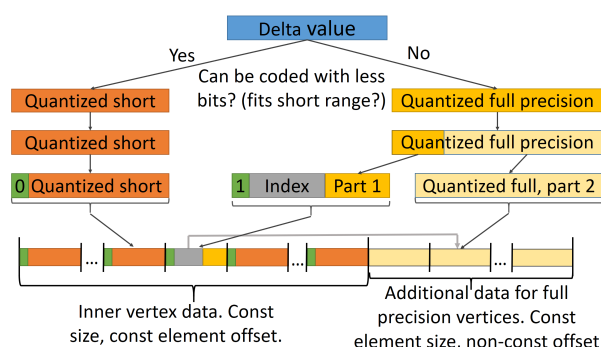 Delta value
Yes
No
Can be coded with less
bits? (fits short range?)
Quantized short
Quantized full precision
Quantized short
Quantized full precision
0 Quantized short
1 Index Part 1
Quantized full, part 2
... ... ...
Inner vertex data. Const
size, const element offset.
Additional data for full
precision vertices. Const
element size, non-const offset